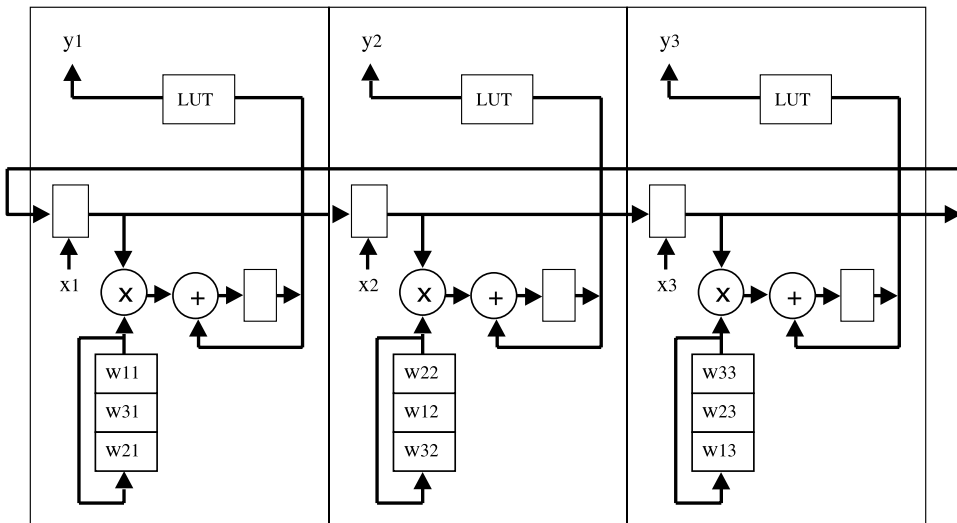 y1 y2 y3
LUT LUT LUT
x1 x2 x3
x + x + x +
w11 w22 w33
w31 w12 w23
w21 w32 w13